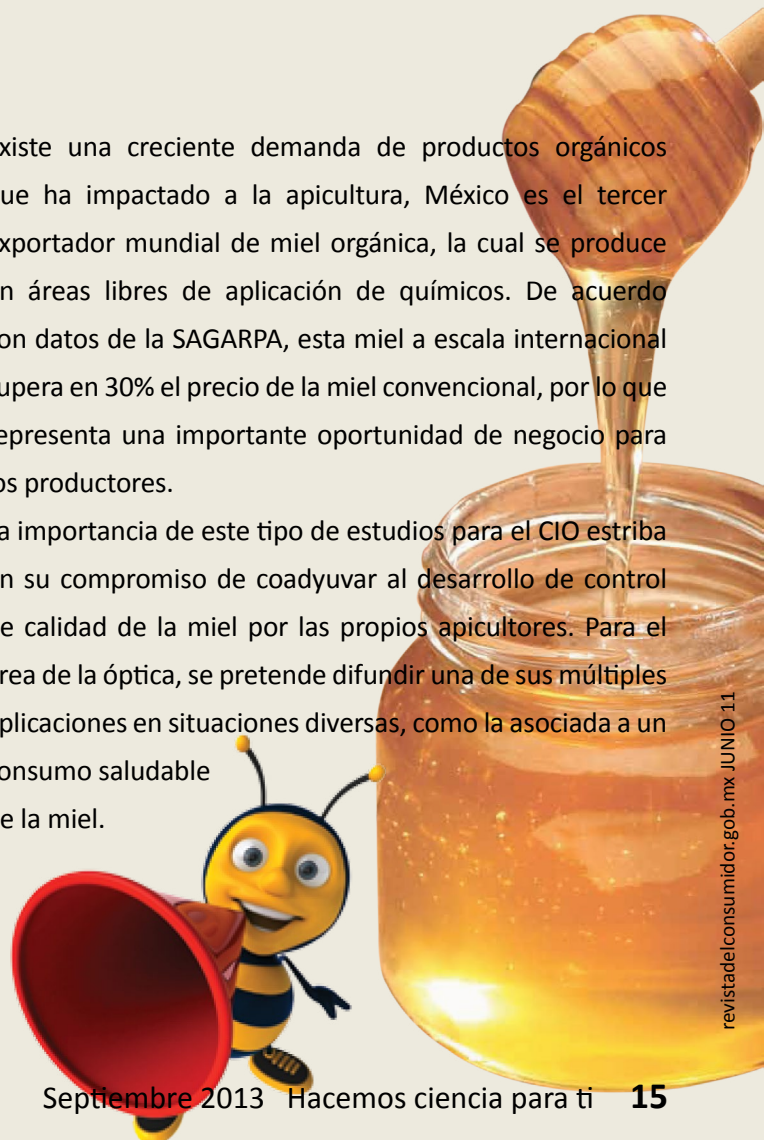 xiste una creciente demanda de productos orgánicos
ue ha impactado a la apicultura, México es el tercer
xportador mundial de miel orgánica, la cual se produce
n áreas libres de aplicación de químicos. De acuerdo
on datos de la SAGARPA, esta miel a escala internacional
upera en 30% el precio de la miel convencional, por lo que
epresenta una importante oportunidad de negocio para
os productores.
a importancia de este tipo de estudios para el CIO estriba
n su compromiso de coadyuvar al desarrollo de control
e calidad de la miel por las propios apicultores. Para el
rea de la óptica, se pretende difundir una de sus múltiples
plicaciones en situaciones diversas, como la asociada a un
onsumo saludable
e la miel.
revistadelconsumidor.gob.mx JUNIO 11
Septiembre 2013 Hacemos ciencia para ti 15